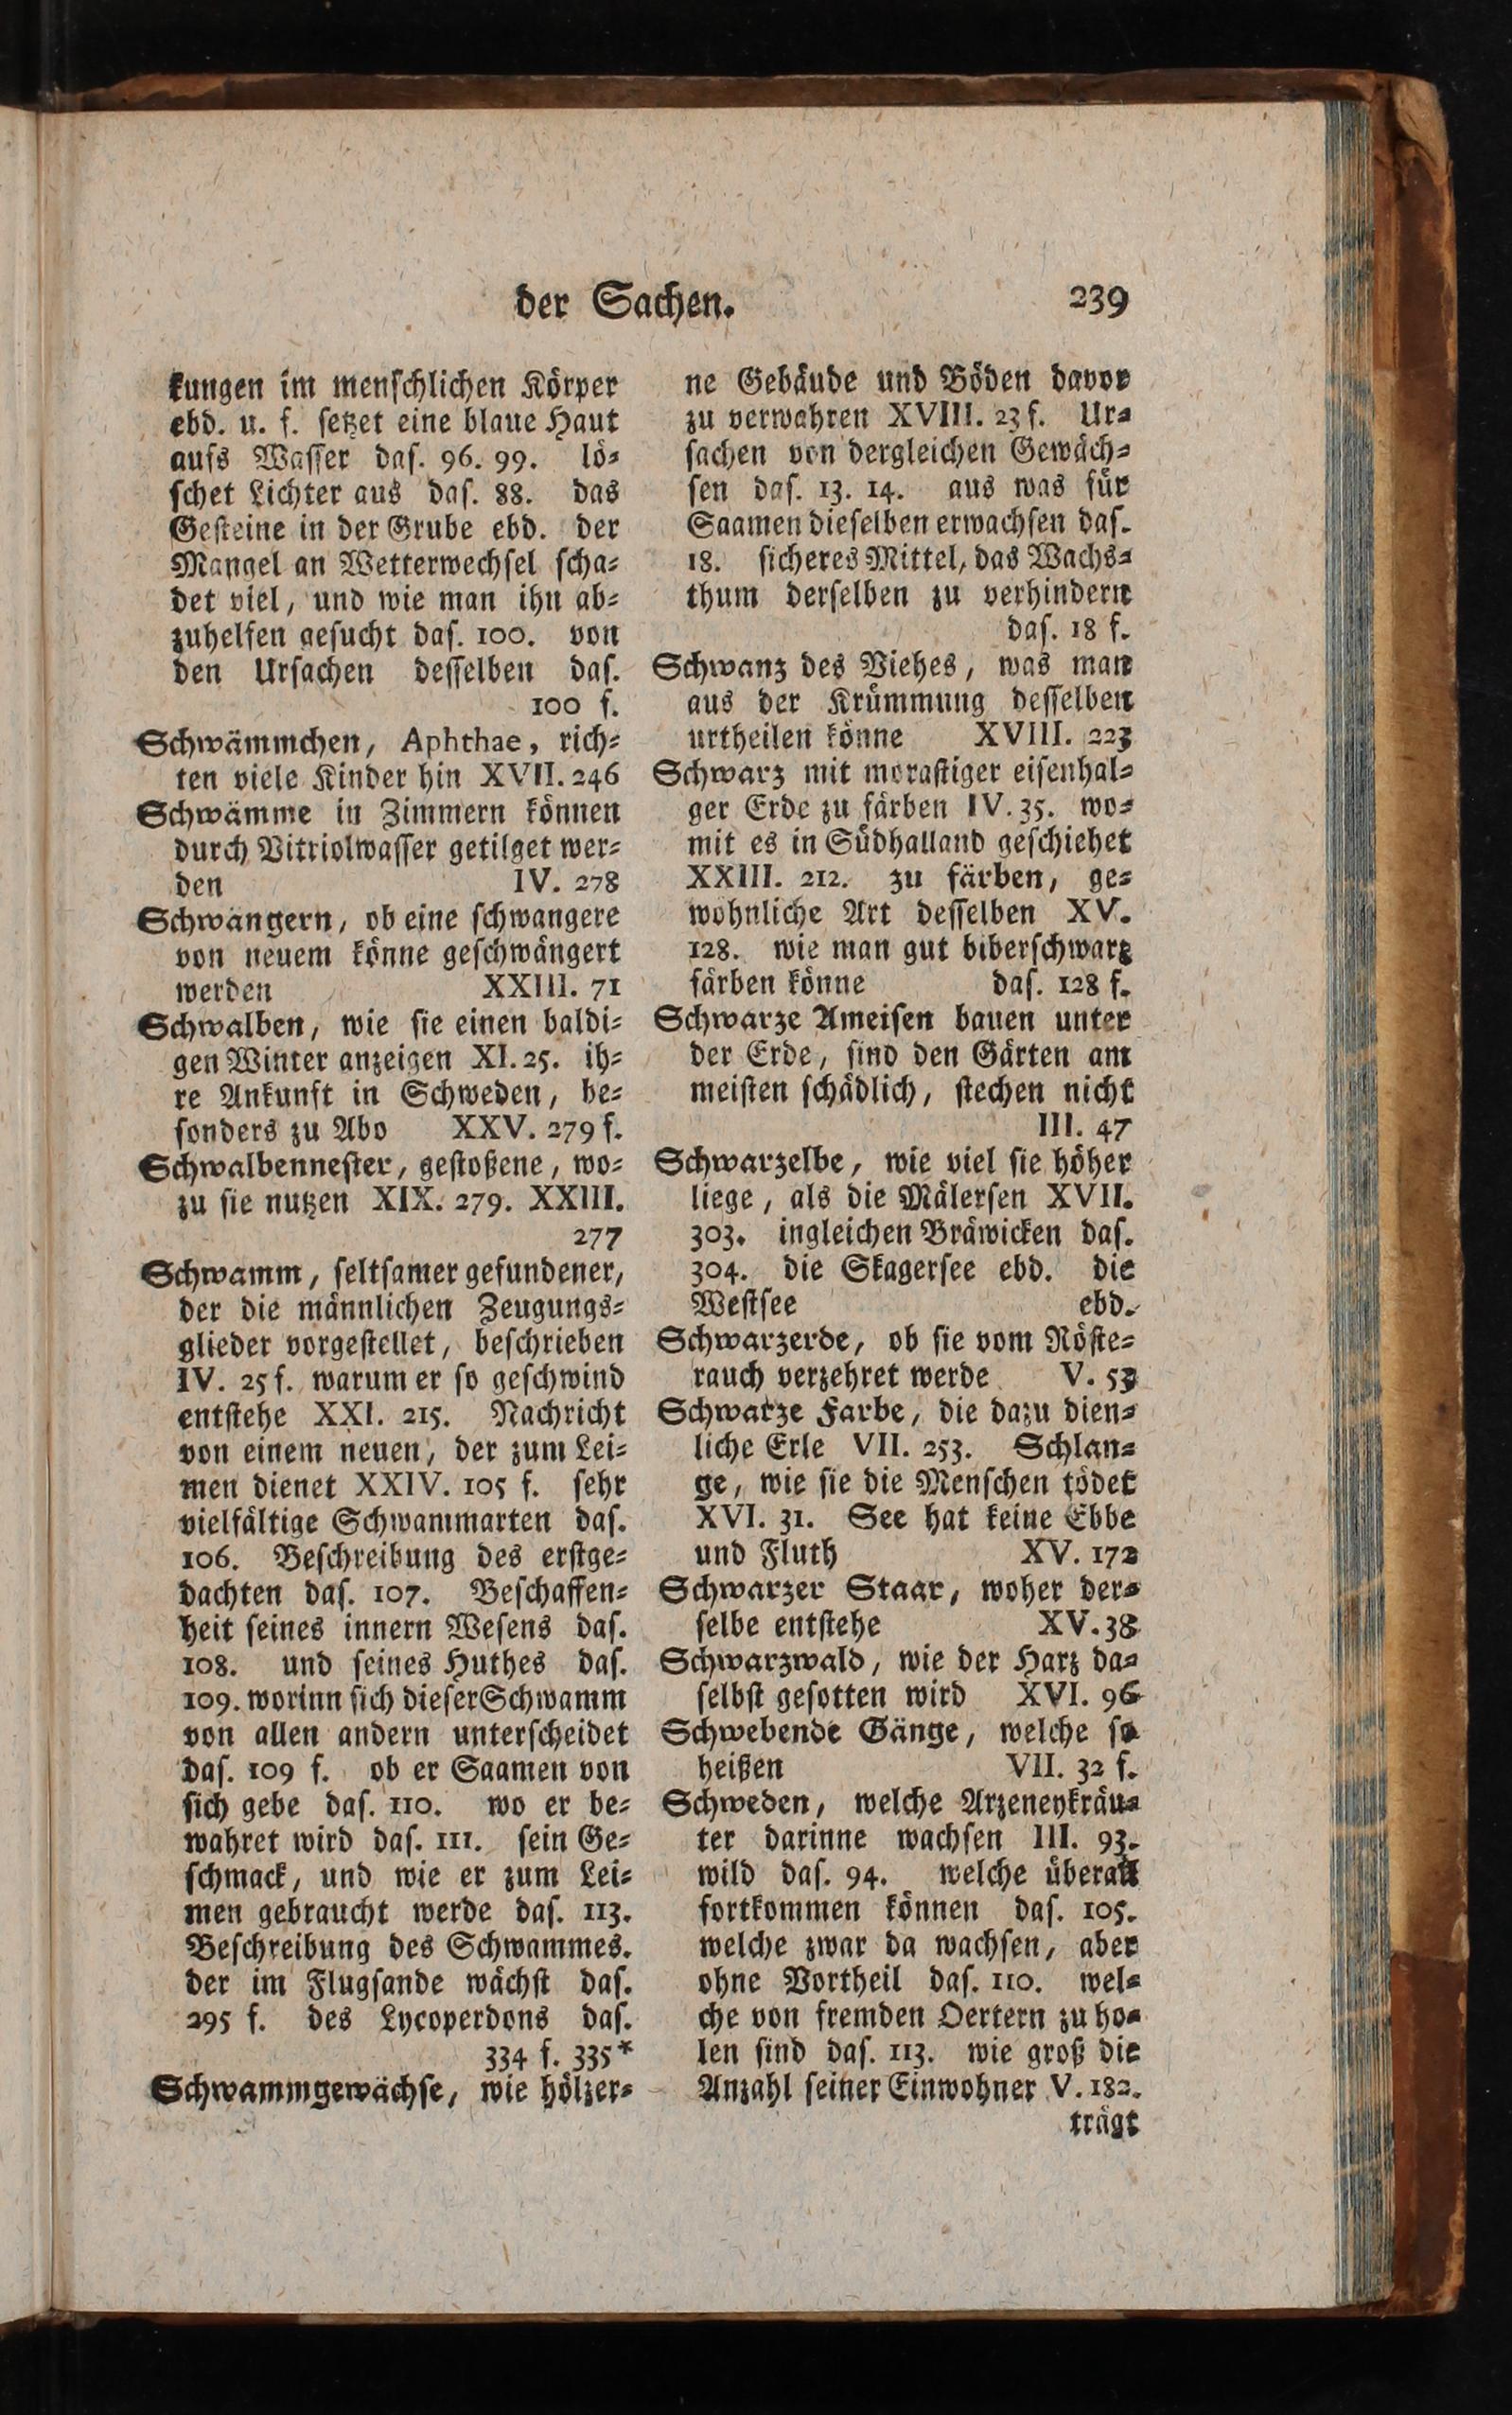 der Sachen. 239
kungen im menſchlichen Körper
ebd. u. f. ſetzet eine blaue Haut
aufs Waſſer daſ. 96. 99. lö⸗
ſchet Lichter aus daſ. 88. das
Geſteine in der Grube ebd. der
Mangel an Wetterwechſel ſcha⸗
det viel, und wie man ihn ab⸗
zuhelfen geſucht daſ. 100. von
den Urſachen deſſelben daſ.
100 f.
Schwämmchen, Aphthae, rich⸗
ten viele Kinder hin XVII. 246
Schwämme in Zimmern können
durch Vitriolwaſſer getilget wer⸗
den IV. 278
Schwängern, ob eine ſchwangere
von neuem könne geſchwängert
werden XXIII. 71
Schwalben, wie ſie einen baldi⸗
gen Winter anzeigen XI. 25. ih⸗
re Ankunft in Schweden, be⸗
ſonders zu Abo XXV. 279 f.
Schwalbenneſter, geſtoßene, wo⸗
zu ſie nutzen XIX. 279. XXIII.
277
Schwamm, ſeltſamer gefundener,
der die männlichen Zeugungs⸗
glieder vorgeſtellet, beſchrieben
IV. 25 f. warum er ſo geſchwind
entſtehe XXI. 215. Nachricht
von einem neuen, der zum Lei⸗
men dienet XXIV. 105 f. ſehr
vielfältige Schwammarten daſ.
106. Beſchreibung des erſtge⸗
dachten daſ. 107. Beſchaffen⸗
heit ſeines innern Weſens daſ.
108. und ſeines Huthes daſ.
109. worinn ſich dieſer Schwamm
von allen andern unterſcheidet
daſ. 109 f. ob er Saamen von
ſich gebe daſ. 110. wo er be⸗
wahret wird daſ. 111. ſein Ge⸗
ſchmack, und wie er zum Lei⸗
men gebraucht werde daſ. 113.
Beſchreibung des Schwammes.
der im Flugſande wächſt daſ.
295 f. des Lycoperdons daſ.
334 f. 335*
Schwammgewächſe, wie hölzer⸗
ne Gebäude und Böden davor
zu verwahren XVIII. 23 f. Ur⸗
ſachen von dergleichen Gewäch⸗
ſen daſ. 13. 14. aus was für
Saamen dieſelben erwachſen daſ.
18. ſicheres Mittel, das Wachs⸗
thum derſelben zu verhindern
daſ. 18 f.
Schwanz des Viehes, was man
aus der Krümmung deſſelben
urtheilen könne XVIII. 223
Schwarz mit moraſtiger eiſenhal⸗
ger Erde zu färben IV. 35. wo⸗
mit es in Südhalland geſchiehet
XXIII. 212. zu färben, ge⸗
wöhnliche Art deſſelben XV.
128. wie man gut biberſchwarz
färben könne daſ. 128 f.
Schwarze Ameiſen bauen unter
der Erde, ſind den Gärten am
meiſten ſchädlich, ſtechen nicht
III. 47
Schwarzelbe, wie viel ſie höher
liege, als die Mälerſen XVII.
303. ingleichen Bräwicken daſ.
304. die Skagerſee ebd. die
Weſtſee ebd.
Schwarzerde, ob ſie vom Röſte⸗
rauch verzehret werde V. 53
Schwarze Farbe, die dazu dien⸗
liche Erle VII. 253. Schlan⸗
ge, wie ſie die Menſchen tödet
XVI. 31. See hat keine Ebbe
und Fluth XV. 172
Schwarzer Staar, woher der⸗
ſelbe entſtehe XV. 38
Schwarzwald, wie der Harz da⸗
ſelbſt geſotten wird XVI. 96
Schwebende Gänge, welche ſo
heißen VII. 32 f.
Schweden, welche Arzeneykräu⸗
ter darinne wachſen III. 93.
wild daſ. 94. welche überall
fortkommen können daſ. 105.
welche zwar da wachſen, aber
ohne Vortheil daſ. 110. wel⸗
che von fremden Oertern zu ho⸗
len ſind daſ. 113. wie groß die
Anzahl ſeiner Einwohner V. 182.
trägt